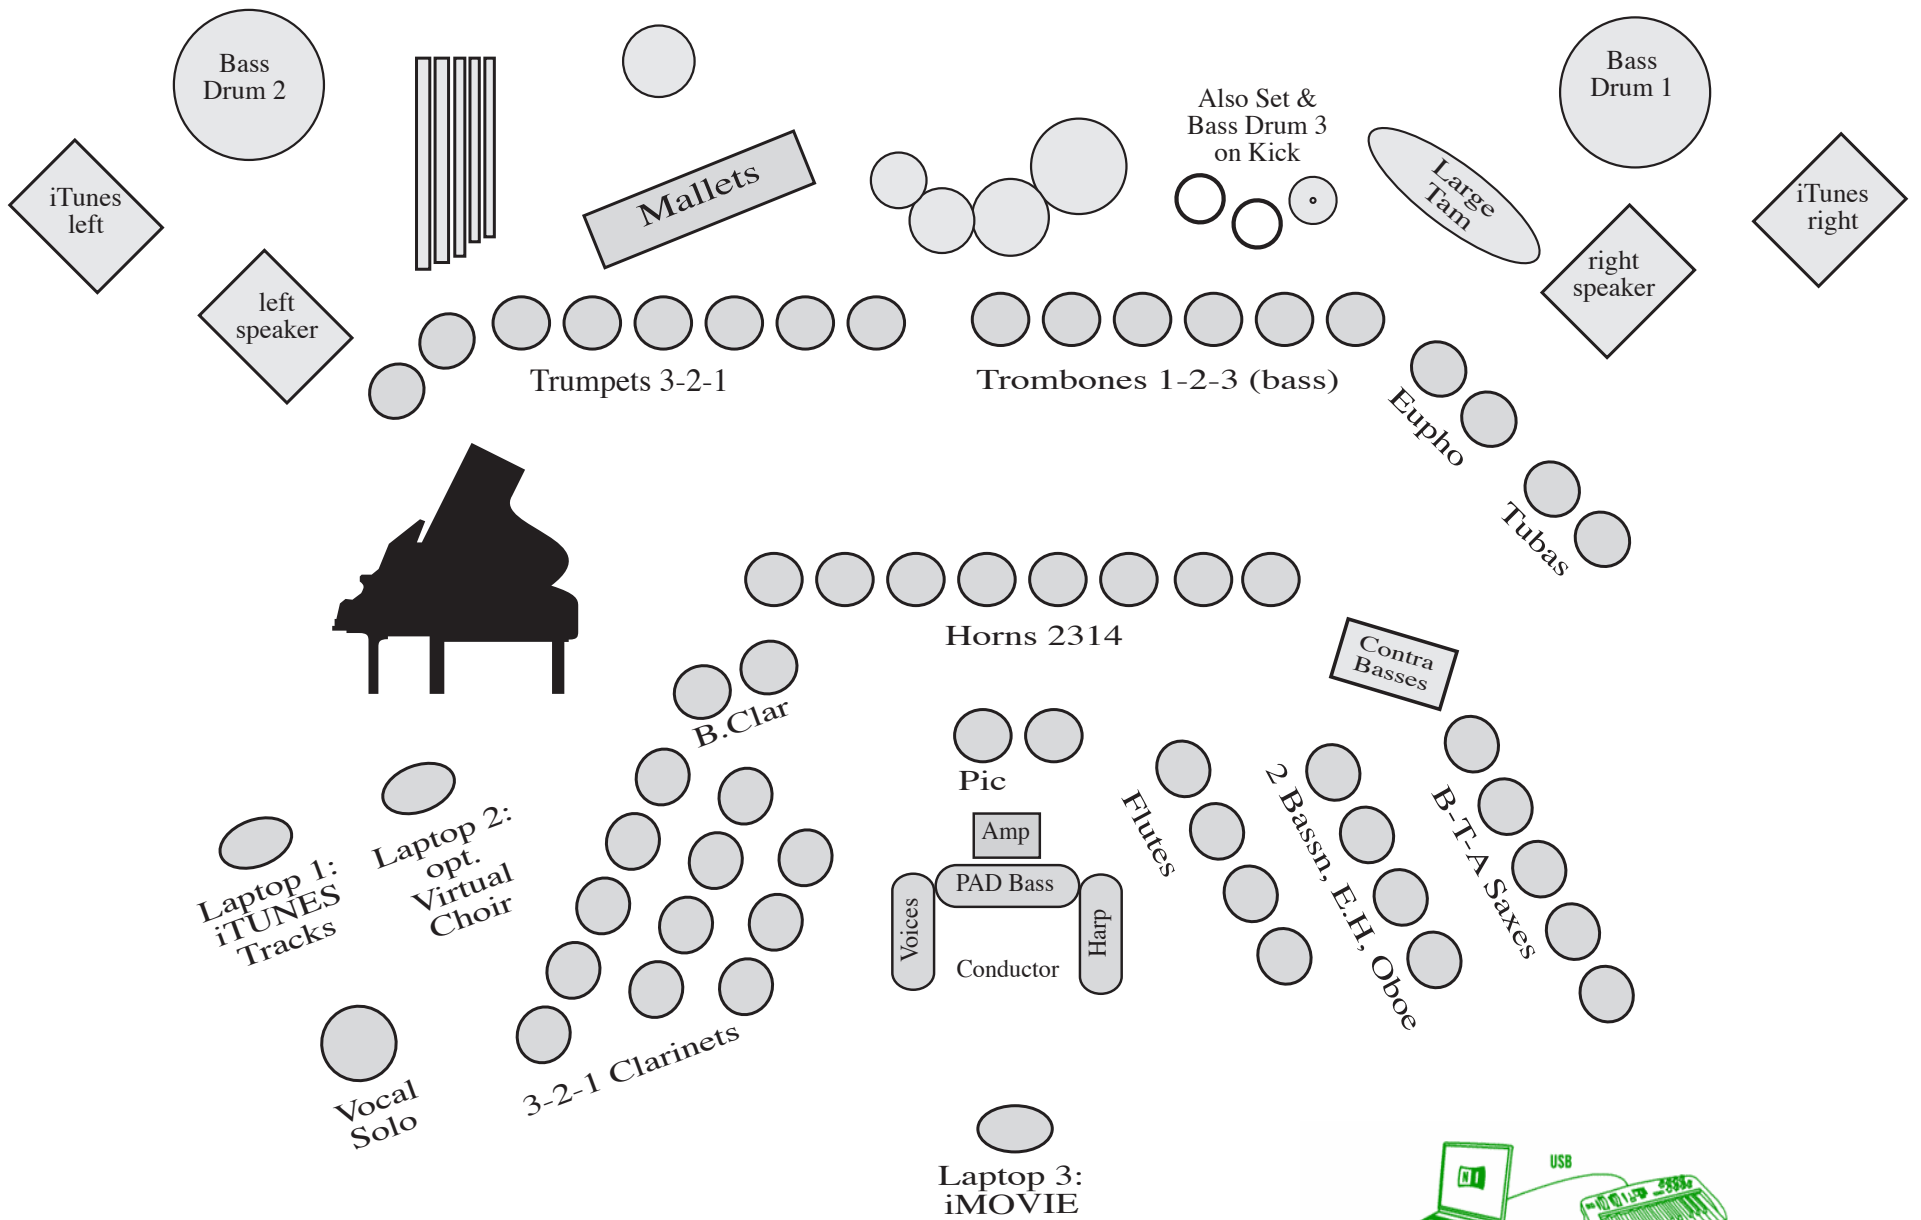 Bass
Drum 2
Bass
Drum 1
Also Set &
Bass Drum 3
on Kick
iTunes
left
Mallets
Large
Tam
iTunes
right
left
speaker
right
speaker
Trumpets 3-2-1
Trombones 1-2-3 (bass)
Eupho
Tubas
Horns 2314
Contra
Basses
B.Clar
Pic
Flutes
2 Bassn, E.H, Oboe
B-T-A Saxes
Amp
PAD Bass
Voices
Harp
Conductor
Laptop 1:
iTUNES
Tracks
Laptop 2:
opt.
Virtual
Choir
3-2-1 Clarinets
Vocal
Solo
Laptop 3:
iMOVIE
USB
NI